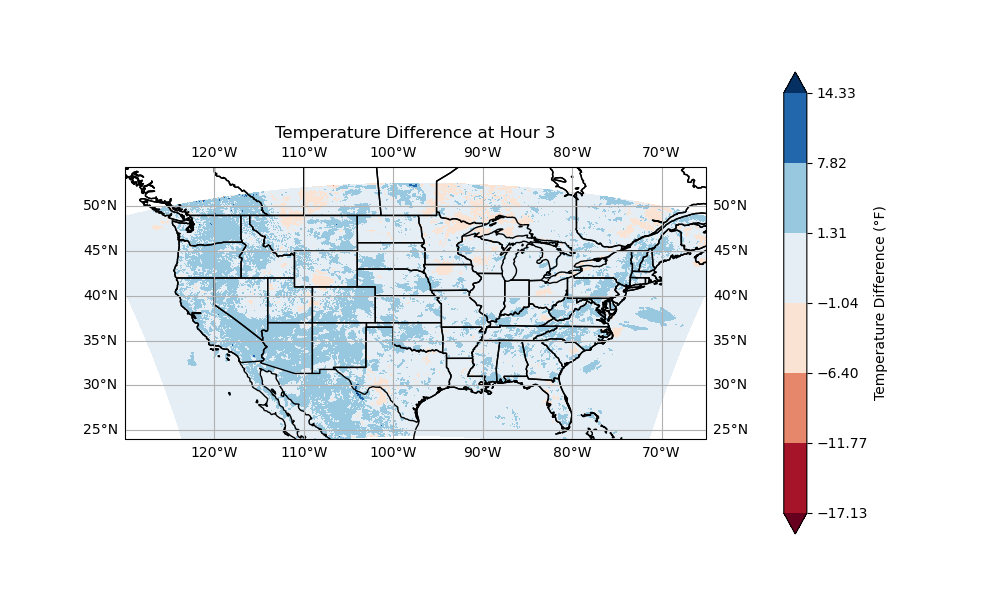 Temperature Difference at Hour 3
120°W 110°W 100°W 90°W 80°W 70°W
50°N 50°N
45°N 45°N
40°N 40°N
35°N 35°N
30°N 30°N
25°N 25°N
120°W 110°W 100°W 90°W 80°W 70°W
14.33
7.82
1.31
−1.04
−6.40
−11.77
−17.13
Temperature Difference (°F)